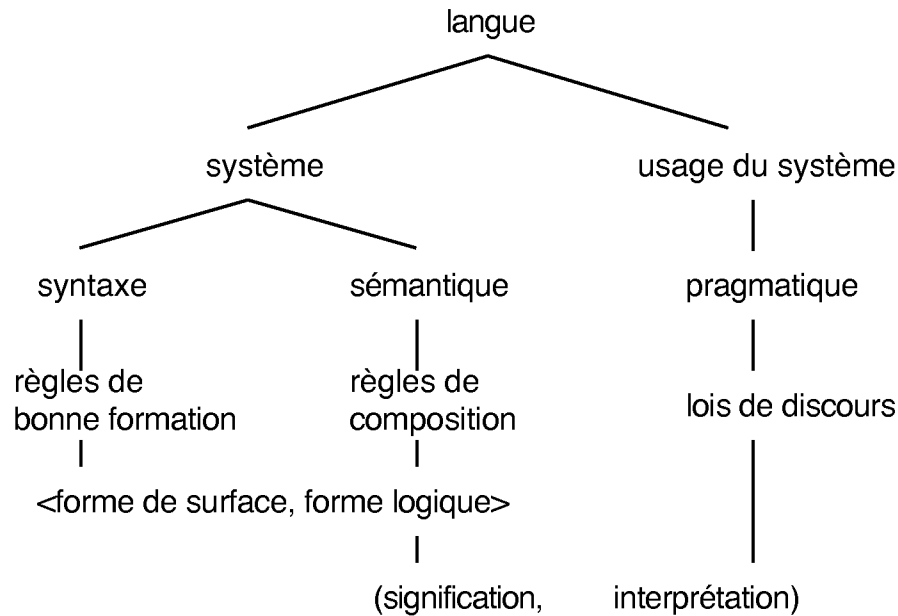 langue
système
usage du système
syntaxe
sémantique
pragmatique
règles de
bonne formation
règles de
composition
lois de discours
<forme de surface, forme logique>
(signification,
interprétation)